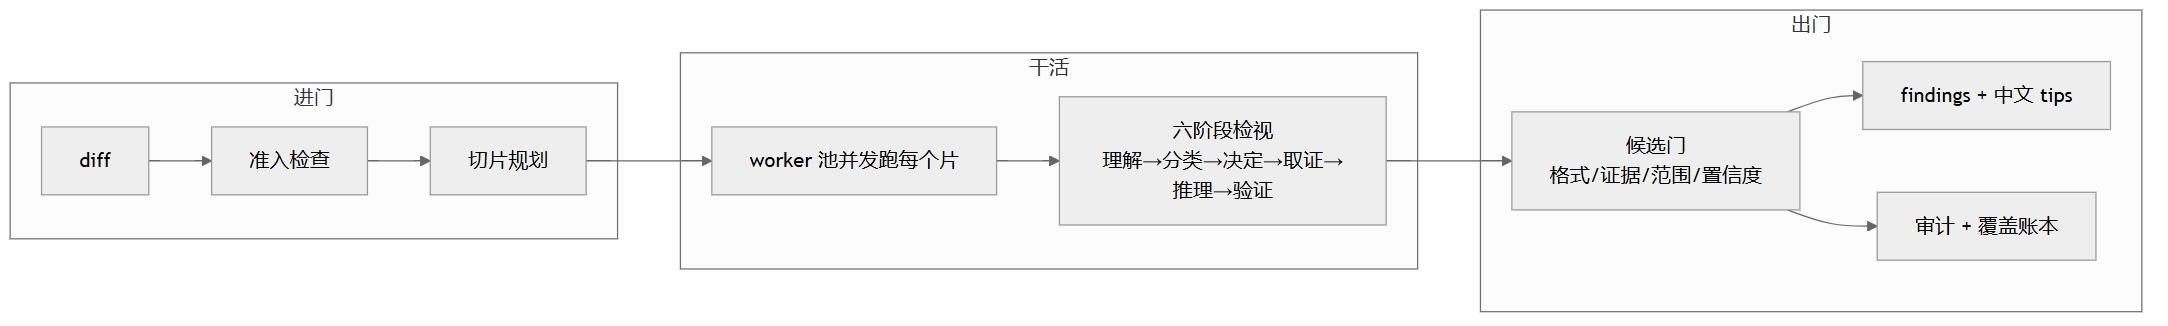 进门
diff
准入检查
切片规划
干活
worker 池并发跑每个片
六阶段检视
理解→分类→决定→取证→
推理→验证
出门
候选门
格式/证据/范围/置信度
findings + 中文 tips
审计 + 覆盖账本